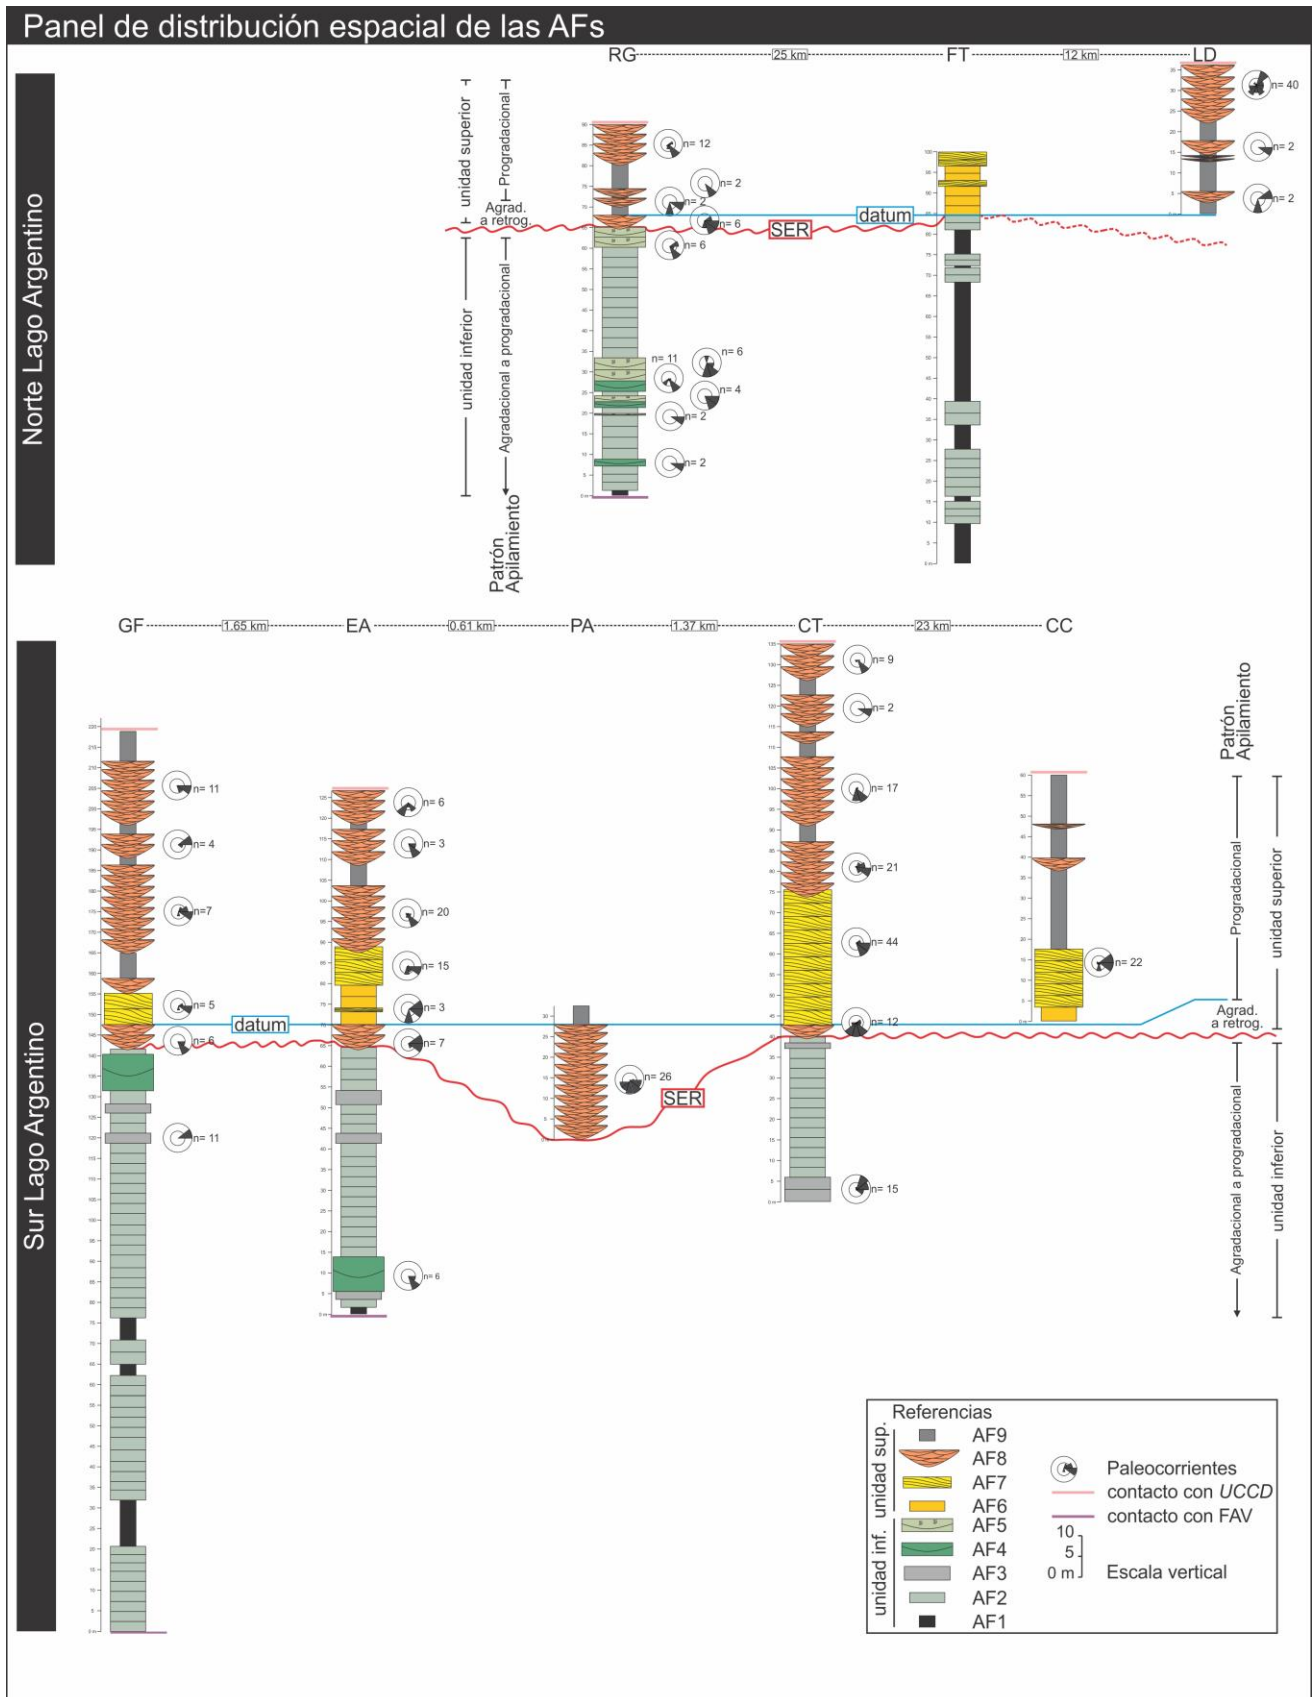 Panel de distribución espacial de las AFs
Norte Lago Argentino
RG 25 km FT 12 km LD
unidad superior
Progradacional
Agrad.
a retrog.
unidad inferior
Agradacional a progradacional
Patrón
Apilamiento
n= 12
n= 2
n= 2
n= 6
n= 6
n= 11
n= 6
n= 4
n= 2
n= 2
datum
SER
n= 40
n= 2
n= 2
Sur Lago Argentino
GF 1.65 km EA 0.61 km PA 1.37 km CT 23 km CC
n= 11
n= 4
n=7
n= 5
n= 6
n= 11
datum
n= 6
n= 3
n= 20
n= 15
n= 3
n= 7
n= 6
n= 26
SER
n= 9
n= 2
n= 17
n= 21
n= 44
n= 12
n= 15
n= 22
Patrón
Apilamiento
Progradacional
unidad superior
Agrad.
a retrog.
Agradacional a progradacional
unidad inferior
Referencias
unidad sup.
AF9
AF8
AF7
AF6
unidad inf.
AF5
AF4
AF3
AF2
AF1
Paleocorrientes
contacto con UCCD
contacto con FAV
10
5
0 m
Escala vertical